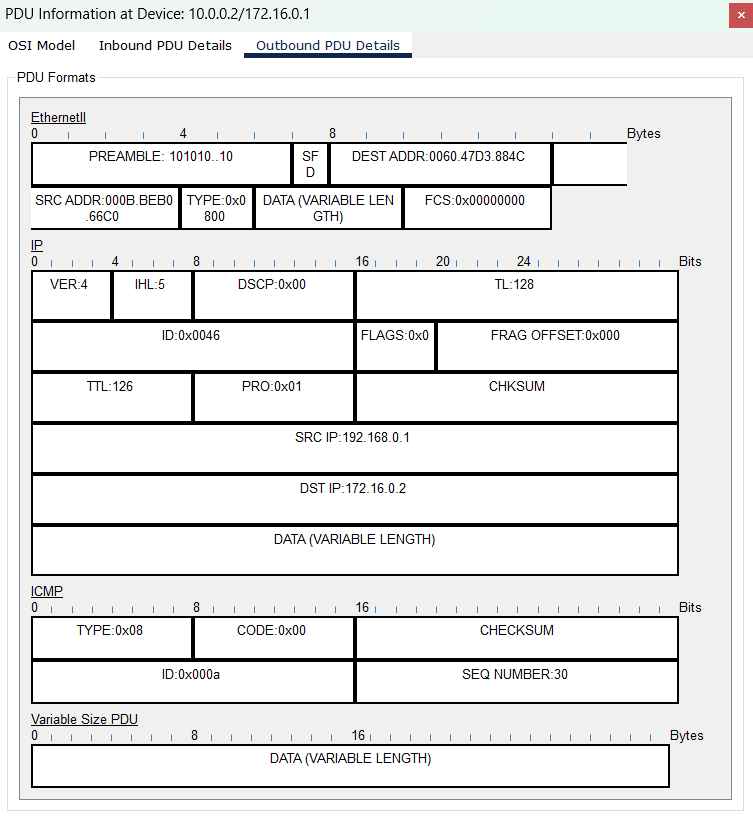 PDU Information at Device: 10.0.0.2/172.16.0.1
×
OSI Model Inbound PDU Details Outbound PDU Details
PDU Formats
EthernetII
0 4 8 Bytes
PREAMBLE: 101010..10 SF DEST ADDR:0060.47D3.884C
D
SRC ADDR:000B.BEB0 TYPE:0x0 DATA (VARIABLE LEN FCS:0x00000000
.66C0 800 GTH)
IP
0 4 8 16 20 24 Bits
VER:4 IHL:5 DSCP:0x00 TL:128
ID:0x0046 FLAGS:0x0 FRAG OFFSET:0x000
TTL:126 PRO:0x01 CHKSUM
SRC IP:192.168.0.1
DST IP:172.16.0.2
DATA (VARIABLE LENGTH)
ICMP
0 8 16 Bits
TYPE:0x08 CODE:0x00 CHECKSUM
ID:0x000a SEQ NUMBER:30
Variable Size PDU
0 8 16 Bytes
DATA (VARIABLE LENGTH)